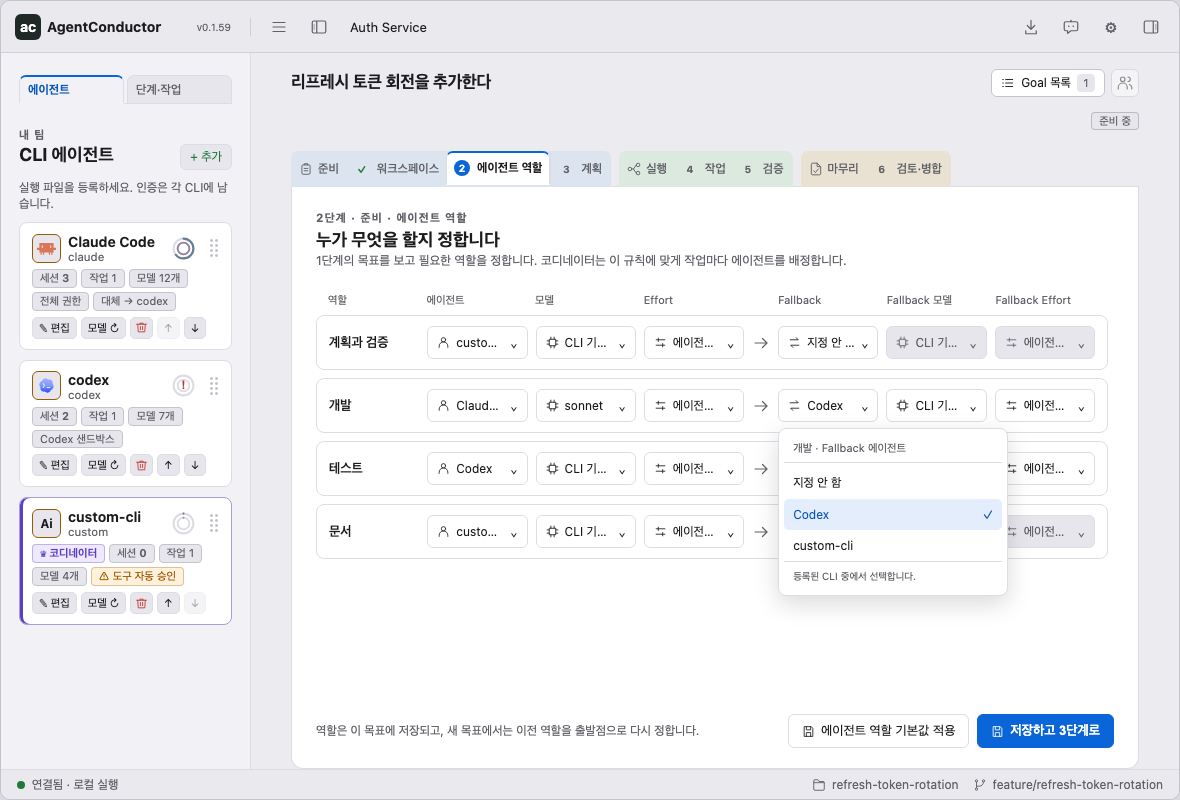 ac AgentConductor v0.1.59 Auth Service
에이전트 단계·작업
내 팀
CLI 에이전트
+ 추가
실행 파일을 등록하세요. 인증은 각 CLI에 남
습니다.
Claude Code
claude
세션 3 작업 1 모델 12개
전체 권한 대체 → codex
편집 모델
codex
codex
세션 2 작업 1 모델 7개
Codex 샌드박스
편집 모델
Ai custom-cli
custom
코디네이터 세션 0 작업 1
모델 4개 도구 자동 승인
편집 모델
리프레시 토큰 회전을 추가한다
Goal 목록 1
준비 중
준비 워크스페이스 2 에이전트 역할 3 계획 실행 4 작업 5 검증 마무리 6 검토·병합
2단계 · 준비 · 에이전트 역할
누가 무엇을 할지 정합니다
1단계의 목표를 보고 필요한 역할을 정합니다. 코디네이터는 이 규칙에 맞게 작업마다 에이전트를 배정합니다.
역할 에이전트 모델 Effort Fallback Fallback 모델 Fallback Effort
계획과 검증 custo... CLI 기... 에이전... → 지정 안 ... CLI 기... 에이전...
개발 Claud... sonnet 에이전... → Codex CLI 기... 에이전...
테스트 Codex CLI 기... 에이전... → 에이전...
문서 custo... CLI 기... 에이전... → 에이전...
개발 · Fallback 에이전트
지정 안 함
Codex
custom-cli
등록된 CLI 중에서 선택합니다.
역할은 이 목표에 저장되고, 새 목표에서는 이전 역할을 출발점으로 다시 정합니다.
에이전트 역할 기본값 적용
저장하고 3단계로
연결됨 · 로컬 실행
refresh-token-rotation
feature/refresh-token-rotation